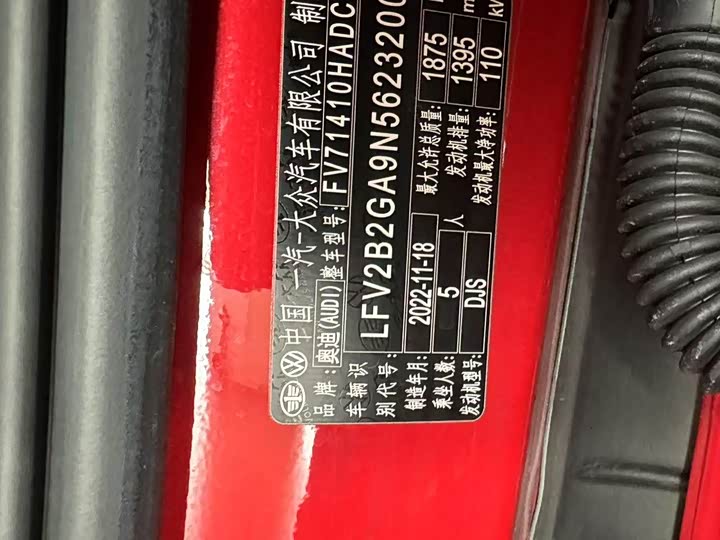 中国 一汽-大众汽车有限公司 制
品牌: 奥迪(AUDI) 整车型号: FV71410HADC
车辆识别代号: LFV2B2GA9N5623200
制造年月: 2022-11-18 最大允许总质量: 1875
乘坐人数: 5 人 发动机排量: 1395 m
发动机型号: DJS 发动机最大净功率: 110 kW